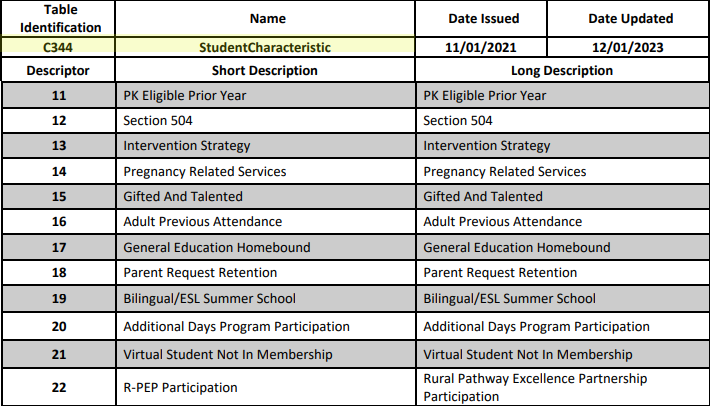 Table Identification Name Date Issued Date Updated
C344 StudentCharacteristic 11/01/2021 12/01/2023
Descriptor Short Description Long Description
11 PK Eligible Prior Year PK Eligible Prior Year
12 Section 504 Section 504
13 Intervention Strategy Intervention Strategy
14 Pregnancy Related Services Pregnancy Related Services
15 Gifted And Talented Gifted And Talented
16 Adult Previous Attendance Adult Previous Attendance
17 General Education Homebound General Education Homebound
18 Parent Request Retention Parent Request Retention
19 Bilingual/ESL Summer School Bilingual/ESL Summer School
20 Additional Days Program Participation Additional Days Program Participation
21 Virtual Student Not In Membership Virtual Student Not In Membership
22 R-PEP Participation Rural Pathway Excellence Partnership
Participation